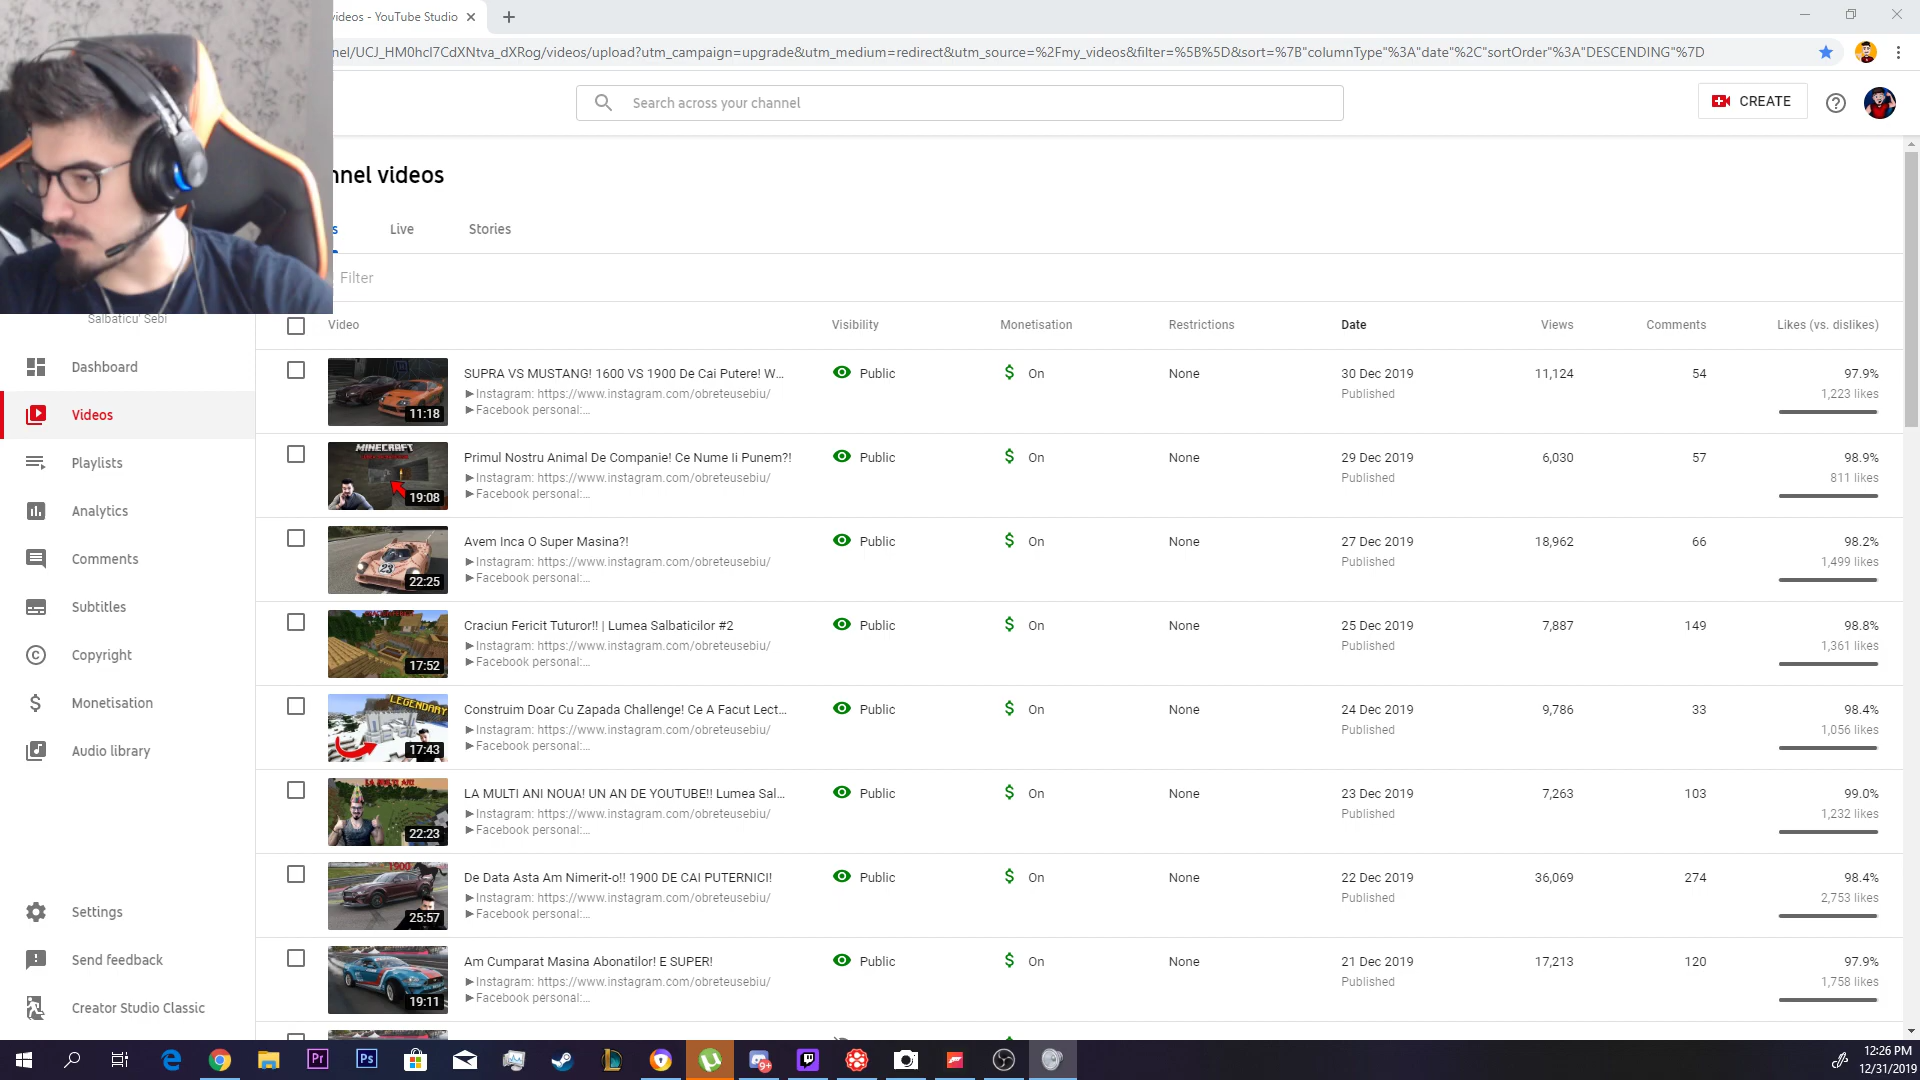 videos - YouTube Studio
nel/UCJ_HM0hcI7CdXNtva_dXRog/videos/upload?utm_campaign=upgrade&utm_medium=redirect&utm_source=%2Fmy_videos&filter=%5B%5D&sort=%7B"columnType"%3A"date"%2C"sortOrder"%3A"DESCENDING"%7D
Search across your channel
CREATE
nnel videos
s Live Stories
Filter
Salbaticu' Sebi
Dashboard
Videos
Playlists
Analytics
Comments
Subtitles
Copyright
Monetisation
Audio library
Settings
Send feedback
Creator Studio Classic
Video Visibility Monetisation Restrictions Date Views Comments Likes (vs. dislikes)
11:18
SUPRA VS MUSTANG! 1600 VS 1900 De Cai Putere! W... Public On None 30 Dec 2019 11,124 54 97.9%
►Instagram: https://www.instagram.com/obreteusebiu/ Published 1,223 likes
►Facebook personal:...
MINECRAFT
19:08
Primul Nostru Animal De Companie! Ce Nume Ii Punem?! Public On None 29 Dec 2019 6,030 57 98.9%
►Instagram: https://www.instagram.com/obreteusebiu/ Published 811 likes
►Facebook personal:...
23
22:25
Avem Inca O Super Masina?! Public On None 27 Dec 2019 18,962 66 98.2%
►Instagram: https://www.instagram.com/obreteusebiu/ Published 1,499 likes
►Facebook personal:...
17:52
Craciun Fericit Tuturor!! | Lumea Salbaticilor #2 Public On None 25 Dec 2019 7,887 149 98.8%
►Instagram: https://www.instagram.com/obreteusebiu/ Published 1,361 likes
►Facebook personal:...
LEGENDARY
17:43
Construim Doar Cu Zapada Challenge! Ce A Facut Lect... Public On None 24 Dec 2019 9,786 33 98.4%
►Instagram: https://www.instagram.com/obreteusebiu/ Published 1,056 likes
►Facebook personal:...
LA MULTI ANI
22:23
LA MULTI ANI NOUA! UN AN DE YOUTUBE!! Lumea Sal... Public On None 23 Dec 2019 7,263 103 99.0%
►Instagram: https://www.instagram.com/obreteusebiu/ Published 1,232 likes
►Facebook personal:...
1900
25:57
De Data Asta Am Nimerit-o!! 1900 DE CAI PUTERNICI! Public On None 22 Dec 2019 36,069 274 98.4%
►Instagram: https://www.instagram.com/obreteusebiu/ Published 2,753 likes
►Facebook personal:...
19:11
Am Cumparat Masina Abonatilor! E SUPER! Public On None 21 Dec 2019 17,213 120 97.9%
►Instagram: https://www.instagram.com/obreteusebiu/ Published 1,758 likes
►Facebook personal:...
Pr
Ps
9+
12:26 PM
12/31/2019